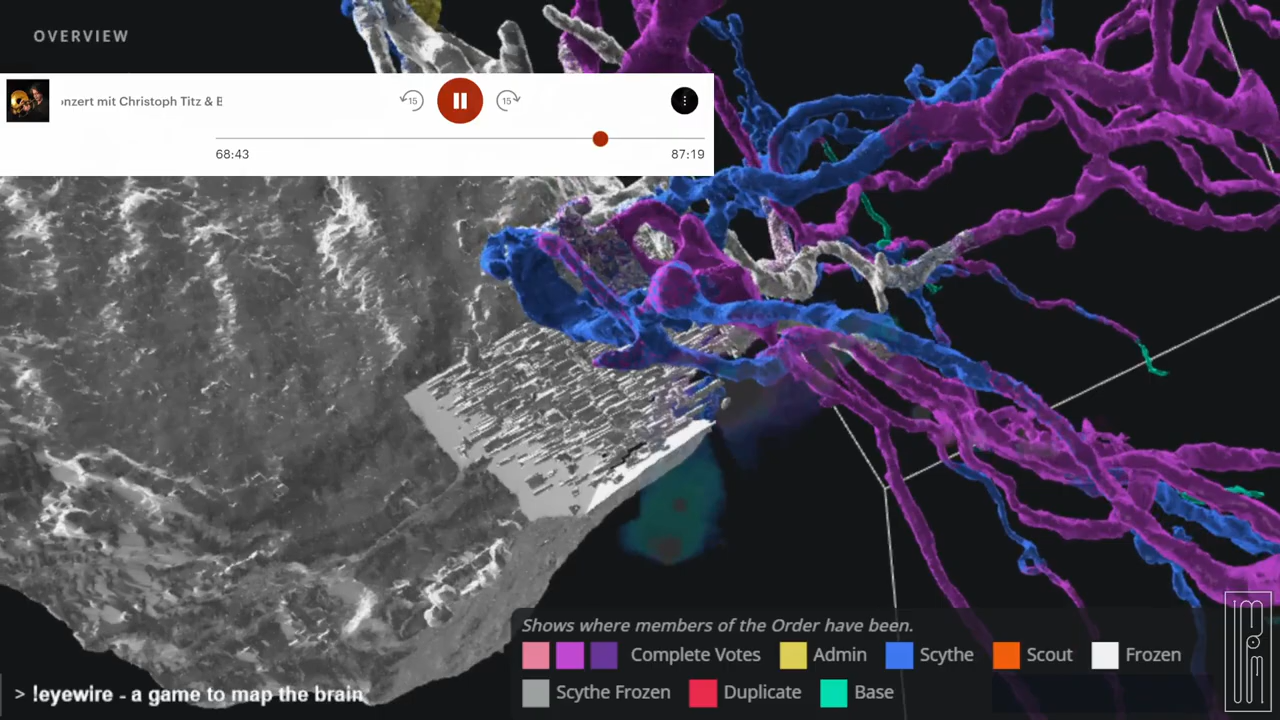 OVERVIEW
onzert mit Christoph Titz & B
15
15
68:43
87:19
Shows where members of the Order have been.
Complete Votes
Admin
Scythe
Scout
Frozen
Scythe Frozen
Duplicate
Base
> !eyewire - a game to map the brain